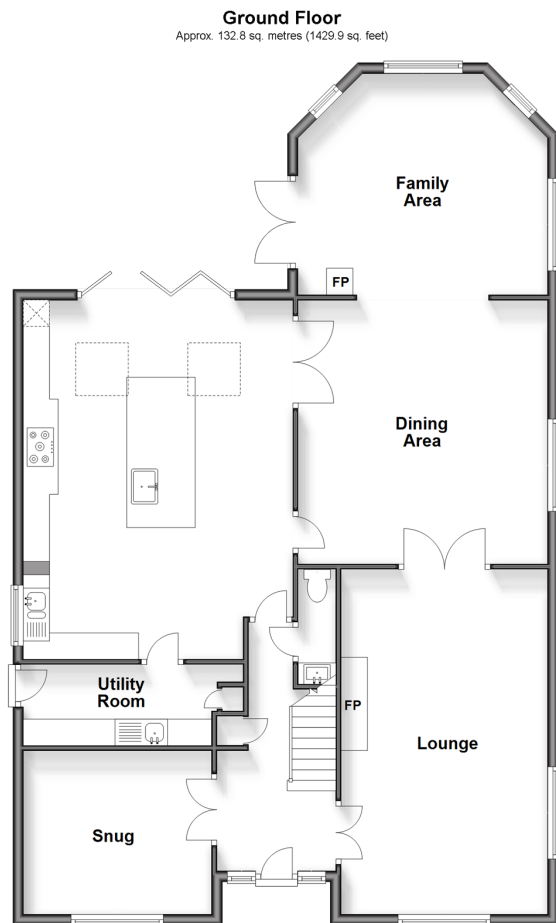 Ground Floor
Approx. 132.8 sq. metres (1429.9 sq. feet)
Family
Area
FP
Dining
Area
Utility
Room
FP
Lounge
Snug